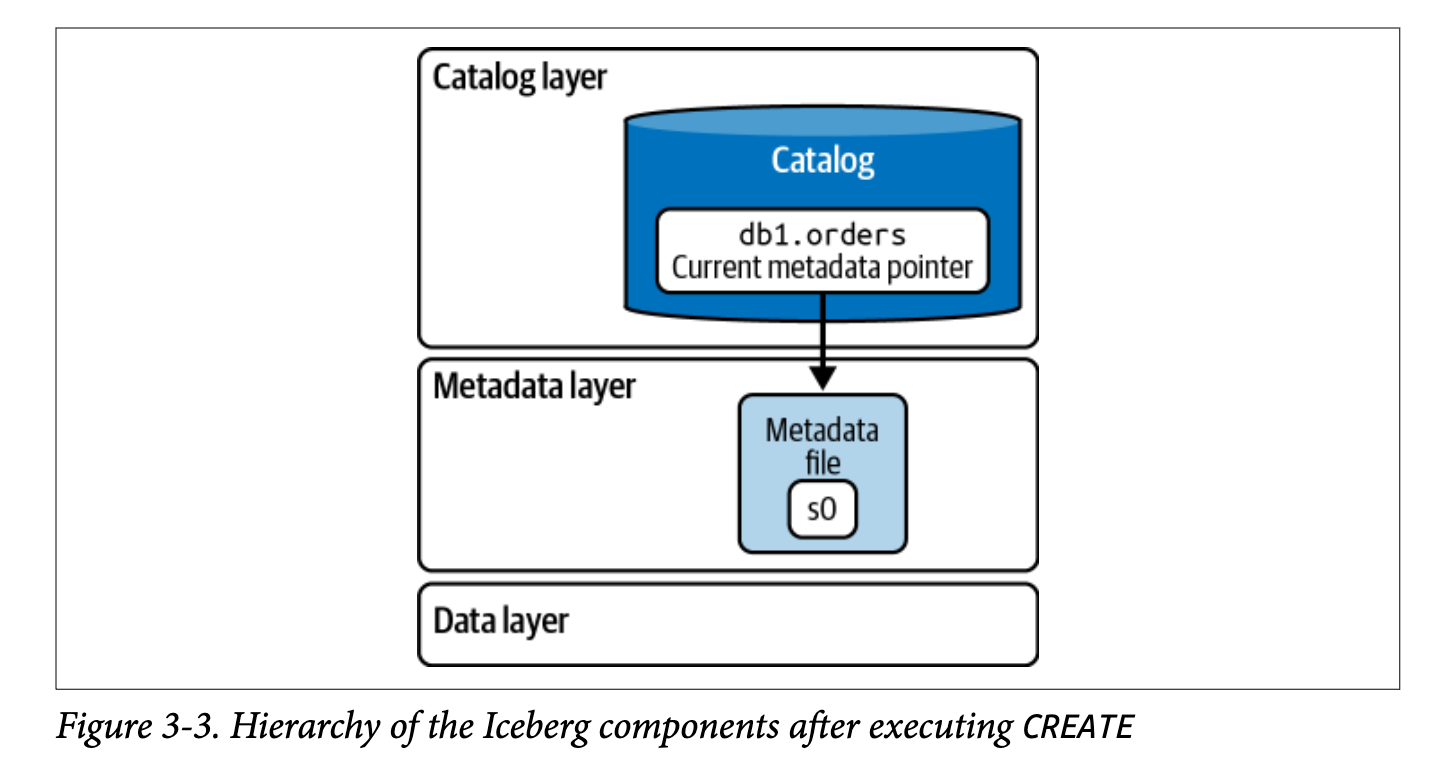 Catalog layer
Catalog
db1.orders
Current metadata pointer
Metadata layer
Metadata
file
s0
Data layer
Figure 3-3. Hierarchy of the Iceberg components after executing CREATE